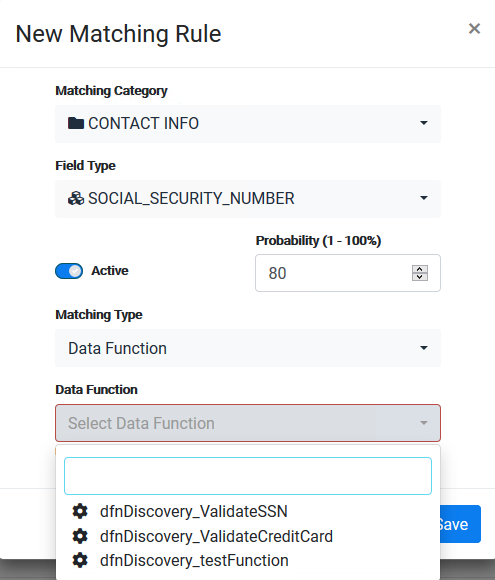 New Matching Rule ×
Matching Category
CONTACT INFO
Field Type
SOCIAL_SECURITY_NUMBER
Probability (1 - 100%)
Active
80
Matching Type
Data Function
Data Function
Select Data Function
dfnDiscovery_ValidateSSN
Save
dfnDiscovery_ValidateCreditCard
dfnDiscovery_testFunction